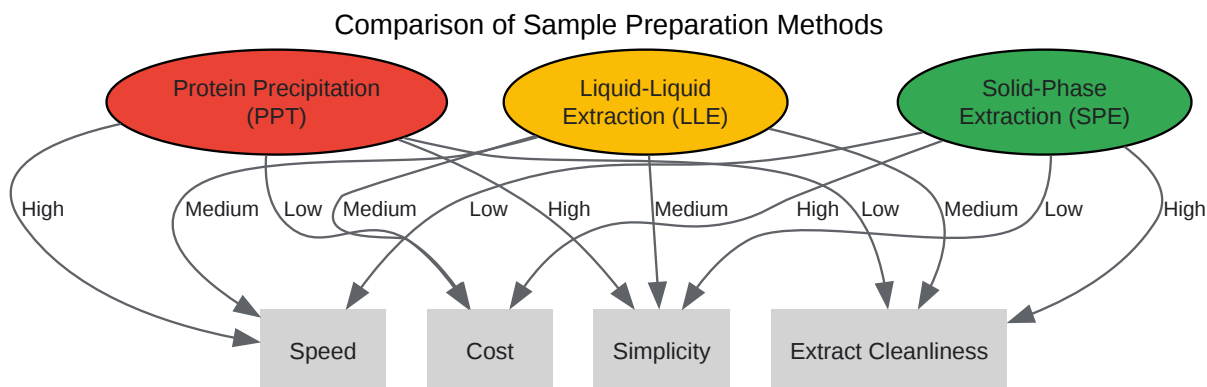 Comparison of Sample Preparation Methods
Protein Precipitation
(PPT)
Liquid-Liquid
Extraction (LLE)
Solid-Phase
Extraction (SPE)
High
Medium
Low
Medium
Low
High
Medium
High
Low
Medium
Low
High
Speed
Cost
Simplicity
Extract Cleanliness